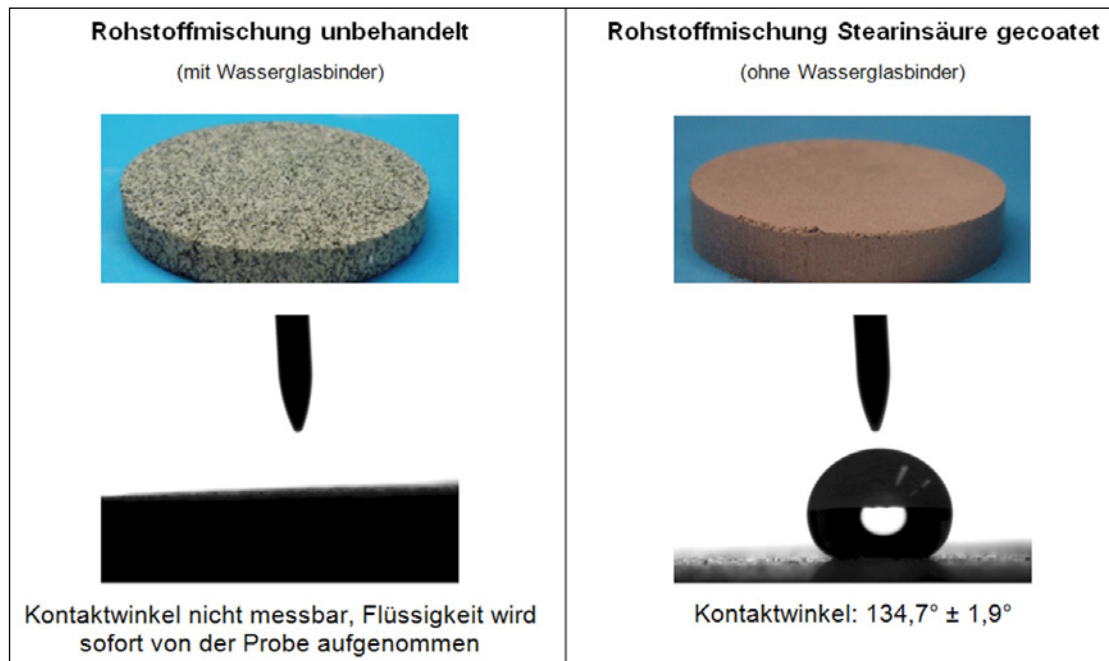 Rohstoffmischung unbehandelt
(mit Wasserglasbinder)
Kontaktwinkel nicht messbar, Flüssigkeit wird
sofort von der Probe aufgenommen
Rohstoffmischung Stearinsäure gecoatet
(ohne Wasserglasbinder)
Kontaktwinkel: 134,7° ± 1,9°